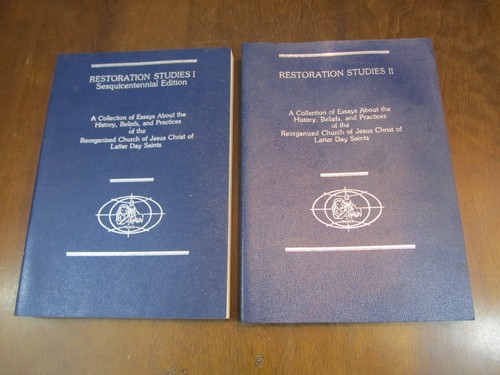 RESTORATION STUDIES I
Sesquicentennial Edition
A Collection of Essays About the
History, Beliefs, and Practices
of the
Reorganized Church of Jesus Christ of
Latter Day Saints
RESTORATION STUDIES II
A Collection of Essays About the
History, Beliefs, and Practices
of the
Reorganized Church of Jesus Christ of
Latter Day Saints